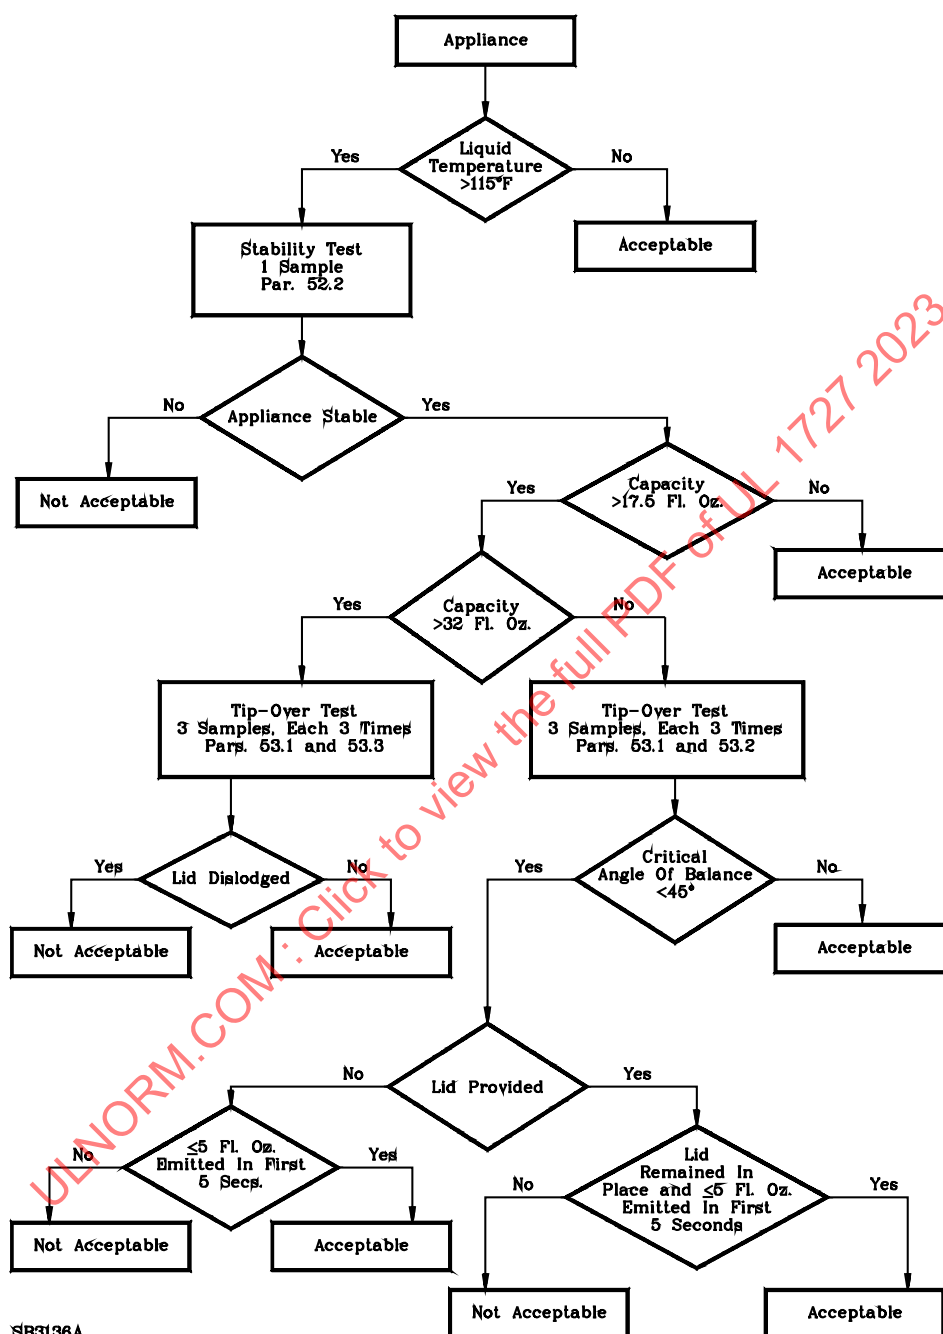 Appliance
Liquid
Temperature
>115°F
Yes
No
Stability Test
1 Sample
Par. 52.2
Acceptable
Appliance Stable
No
Yes
Not Acceptable
Capacity
>17.5 Fl. Oz.
Yes
No
Acceptable
Capacity
>32 Fl. Oz.
Yes
No
Tip-Over Test
3 Samples, Each 3 Times
Pars. 53.1 and 53.3
Tip-Over Test
3 Samples, Each 3 Times
Pars. 53.1 and 53.2
Lid Dislodged
Yes
No
Not Acceptable
Acceptable
Critical
Angle Of Balance
<45°
Yes
No
Acceptable
Lid Provided
No
Yes
≤5 Fl. Oz.
Emitted In First
5 Secs.
No
Yes
Not Acceptable
Acceptable
Lid
Remained In
Place and ≤5 Fl. Oz.
Emitted In First
5 Seconds
No
Yes
Not Acceptable
Acceptable
SB3136A
ULNORM.COM : Click to view the full PDF of UL 1727 2023